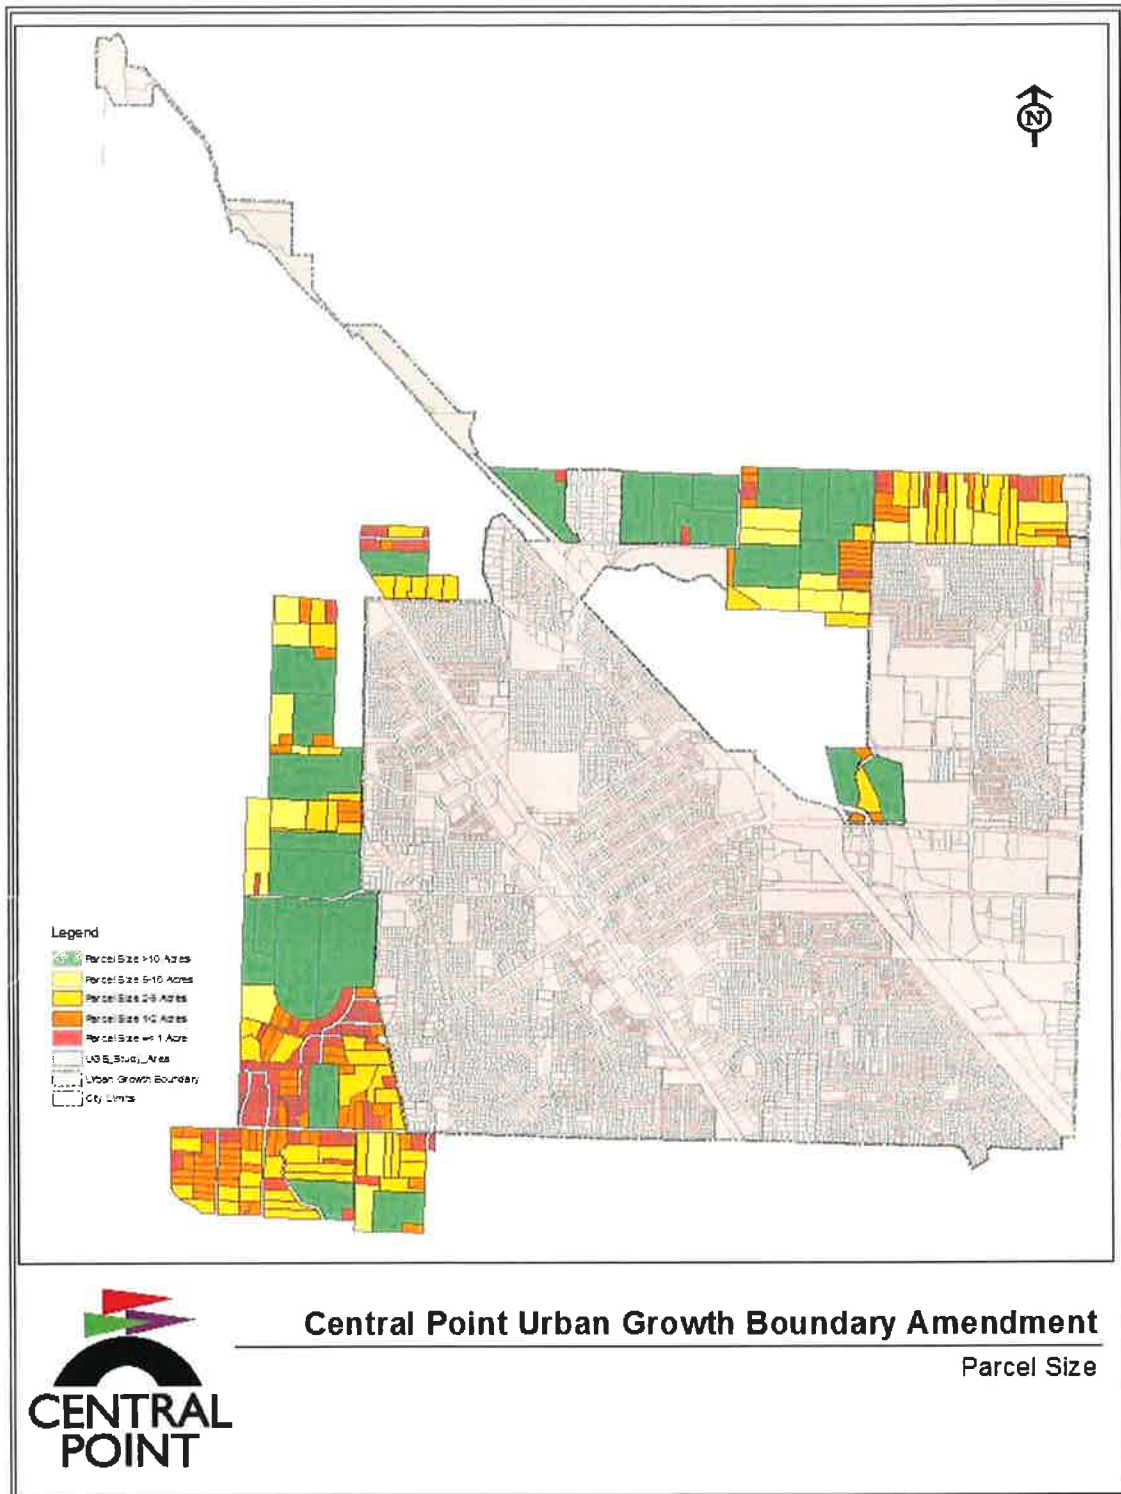 N
Legend
Parcel Size >10 Acres
Parcel Size 5-10 Acres
Parcel Size 2-5 Acres
Parcel Size 1-2 Acres
Parcel Size =< 1 Acre
UGB_Study_Area
Urban Growth Boundary
City Limits
Central Point Urban Growth Boundary Amendment
Parcel Size
CENTRAL
POINT